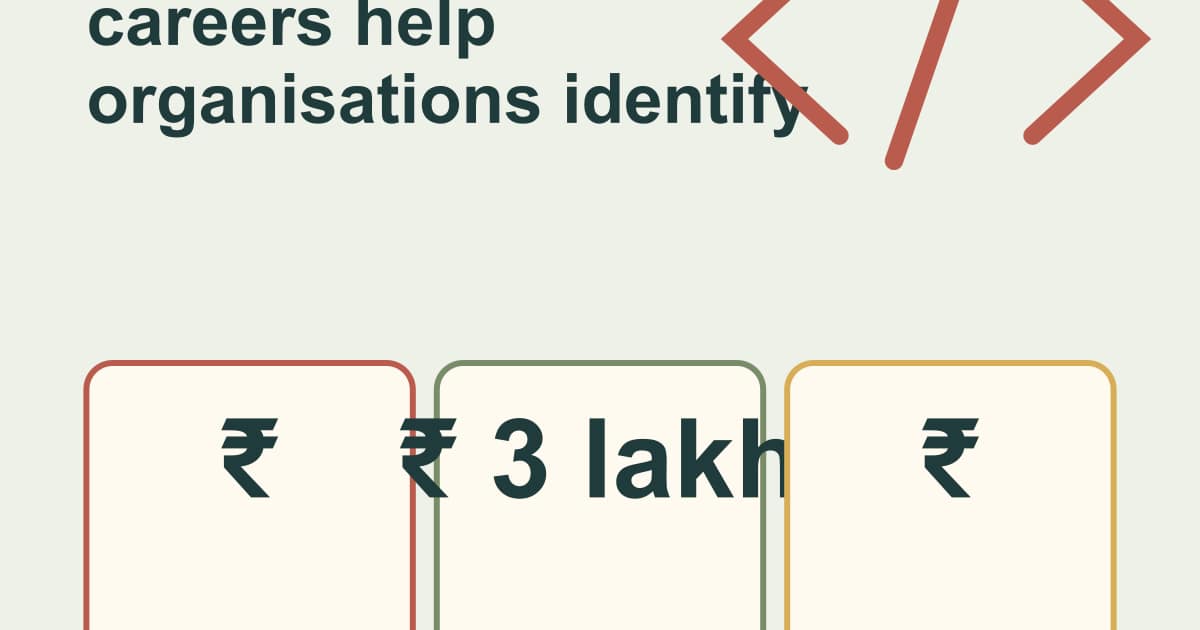 careers help
organisations identify
₹
₹ 3 lakh
₹